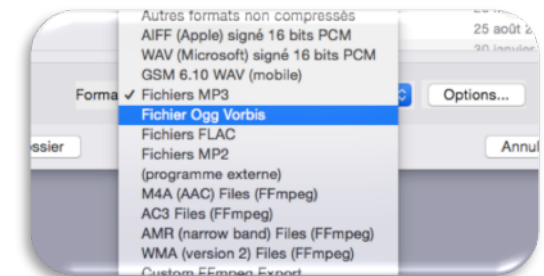 Autres formats non compressés
AIFF (Apple) signé 16 bits PCM
25 août 2
WAV (Microsoft) signé 16 bits PCM
30 janvier
GSM 6.10 WAV (mobile)
Forma ✓ Fichiers MP3 Options...
Fichier Ogg Vorbis
Fichiers FLAC
ossier Annul
Fichiers MP2
(programme externe)
M4A (AAC) Files (FFmpeg)
AC3 Files (FFmpeg)
AMR (narrow band) Files (FFmpeg)
WMA (version 2) Files (FFmpeg)
Custom FFmpeg Export